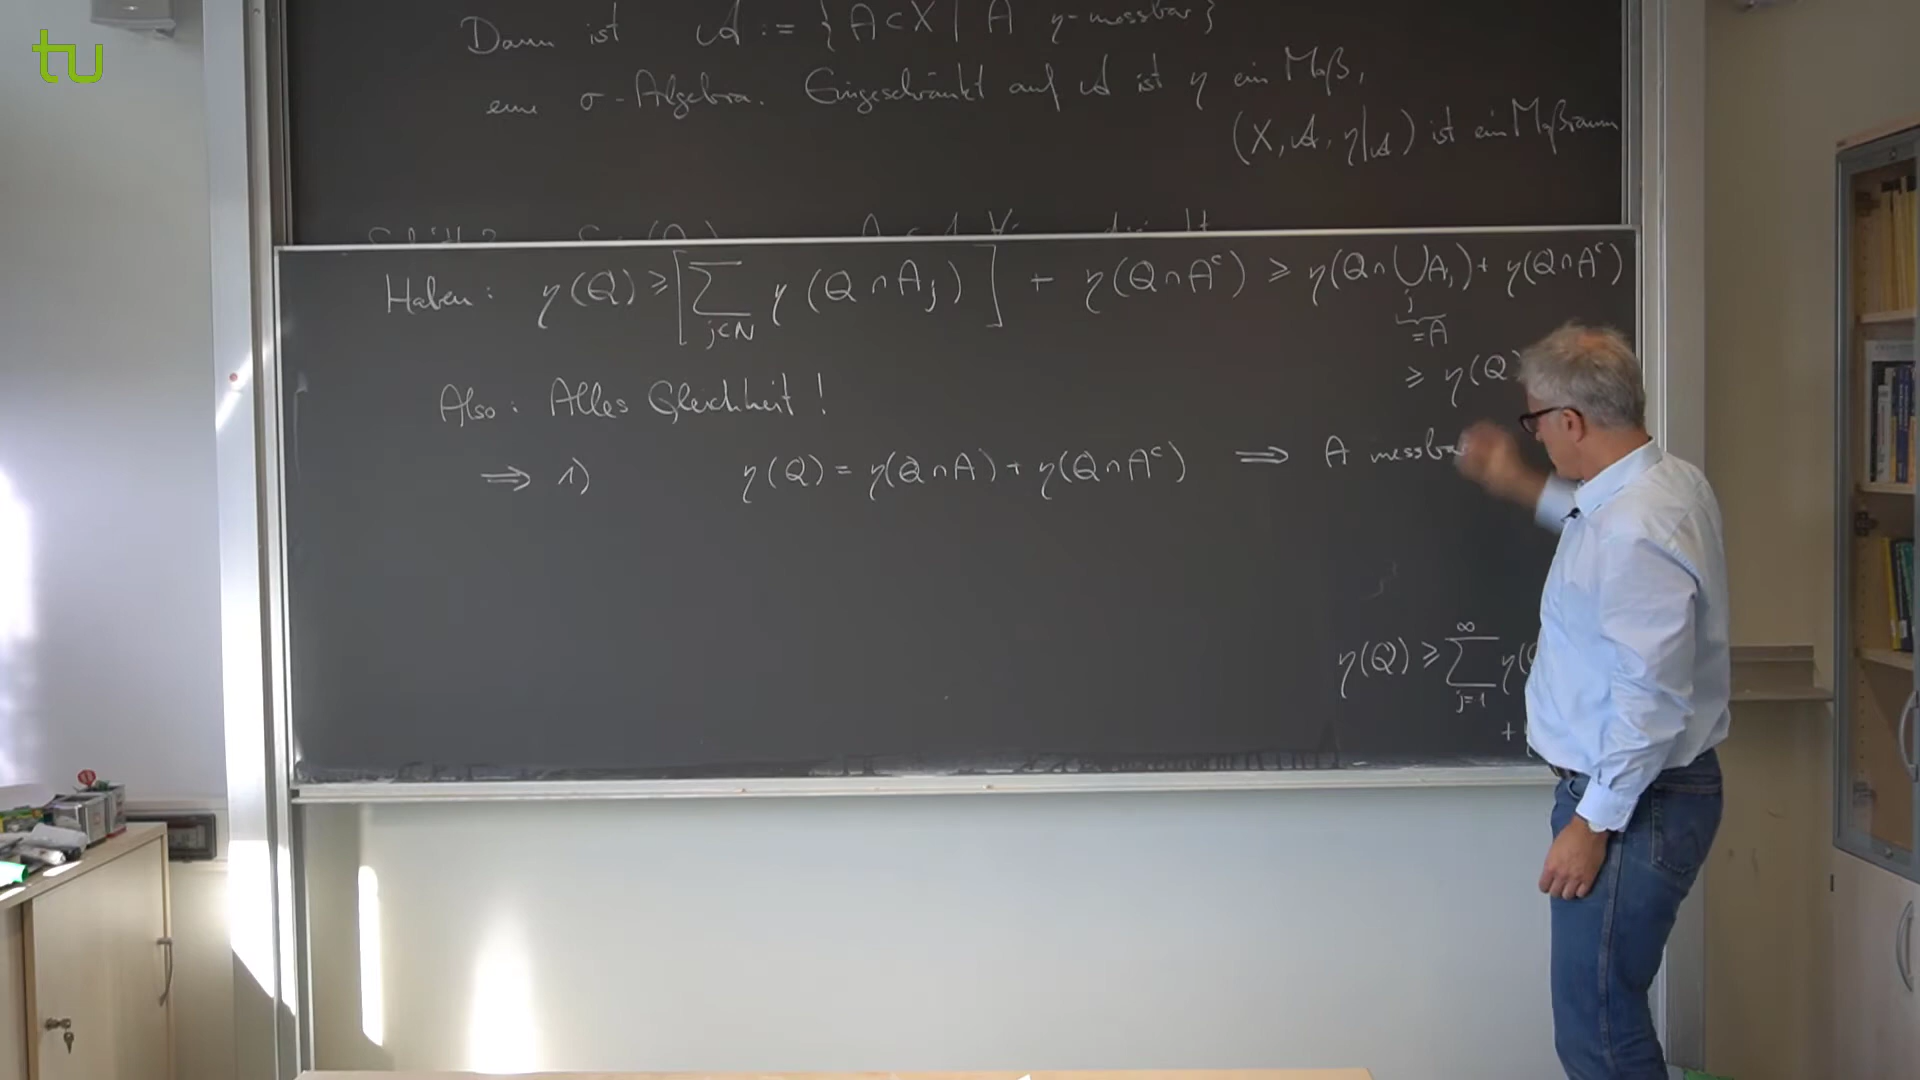 tu
Dann ist 𝒜 := {A⊂X | A η-messbar}
eine σ-Algebra. Eingeschränkt auf 𝒜 ist η ein Maß,
(X, 𝒜, η|𝒜) ist ein Maßraum
Haben: η(Q) ≥ [∑ η(Q∩A_j)] + η(Q∩A^c) ≥ η(Q∩⋃A_j) + η(Q∩A^c)
j∈ℕ
j
=A
≥ η(Q)
Also: Alles Gleichheit!
⟹ 1) η(Q) = η(Q∩A) + η(Q∩A^c) ⟹ A messbar
∞
η(Q) ≥ ∑ η(
j=1
+